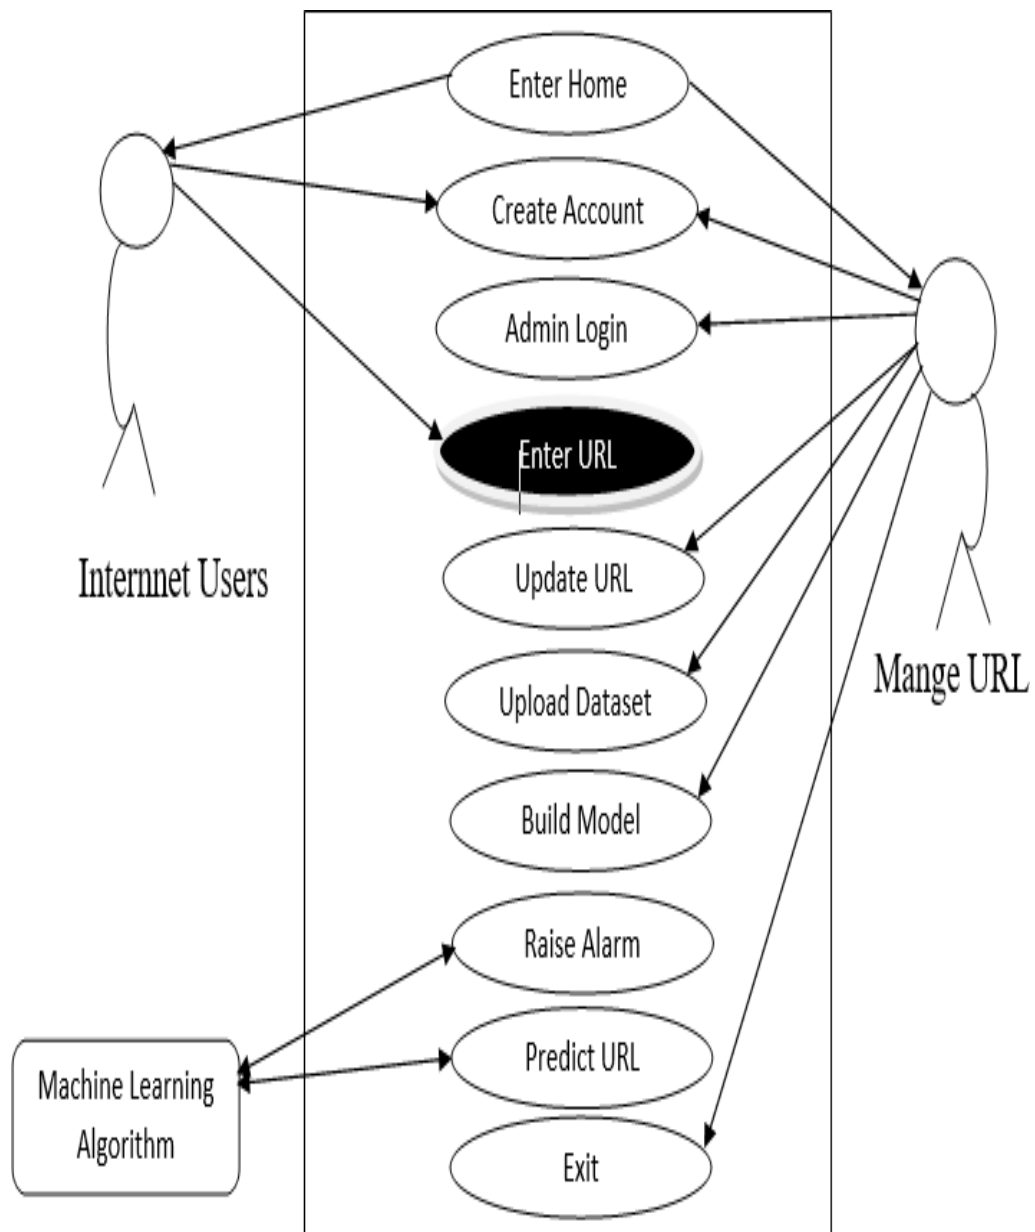 Enter Home
Create Account
Admin Login
Enter URL
Internnet Users
Update URL
Mange URL
Upload Dataset
Build Model
Raise Alarm
Predict URL
Machine Learning
Algorithm
Exit